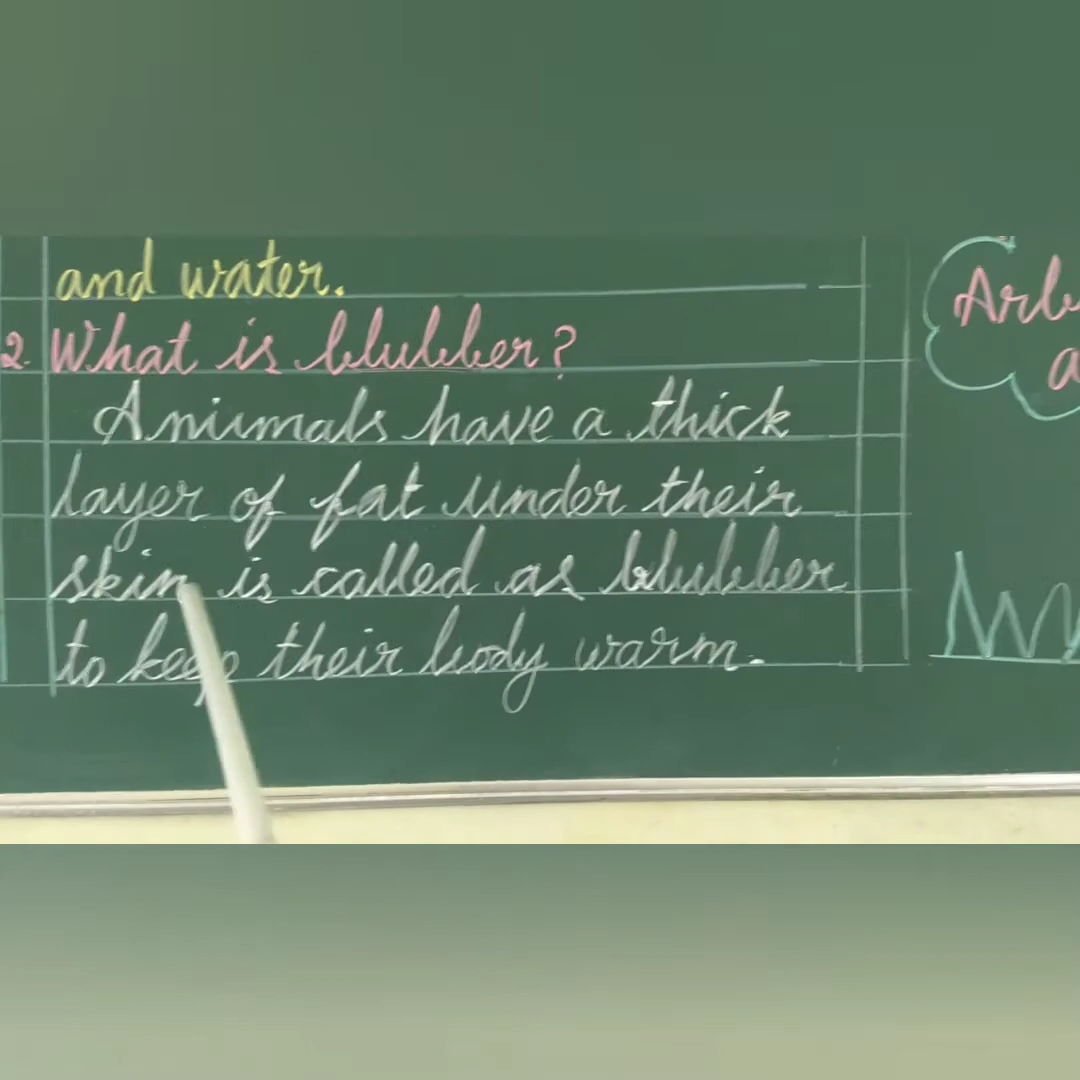 and water.
2. What is blubber?
Animals have a thick
layer of fat under their
skin is called as blubber
to keep their body warm.